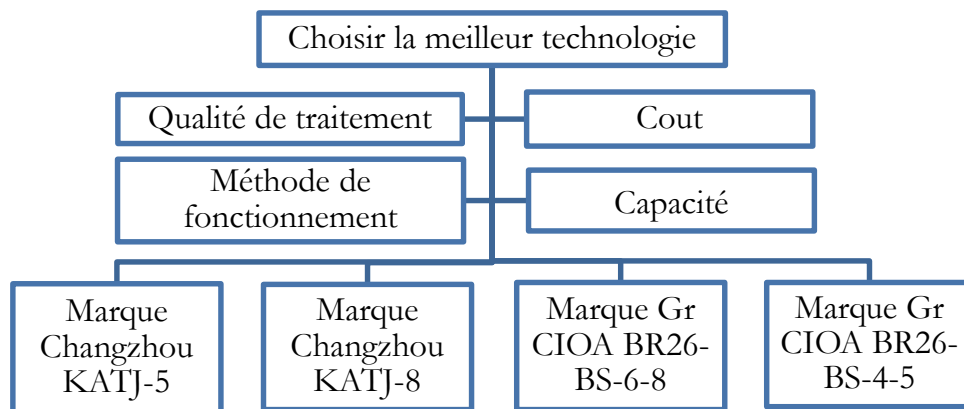 Choisir la meilleur technologie
Qualité de traitement
Cout
Méthode de
fonctionnement
Capacité
Marque
Changzhou
KATJ-5
Marque
Changzhou
KATJ-8
Marque Gr
CIOA BR26-
BS-6-8
Marque Gr
CIOA BR26-
BS-4-5